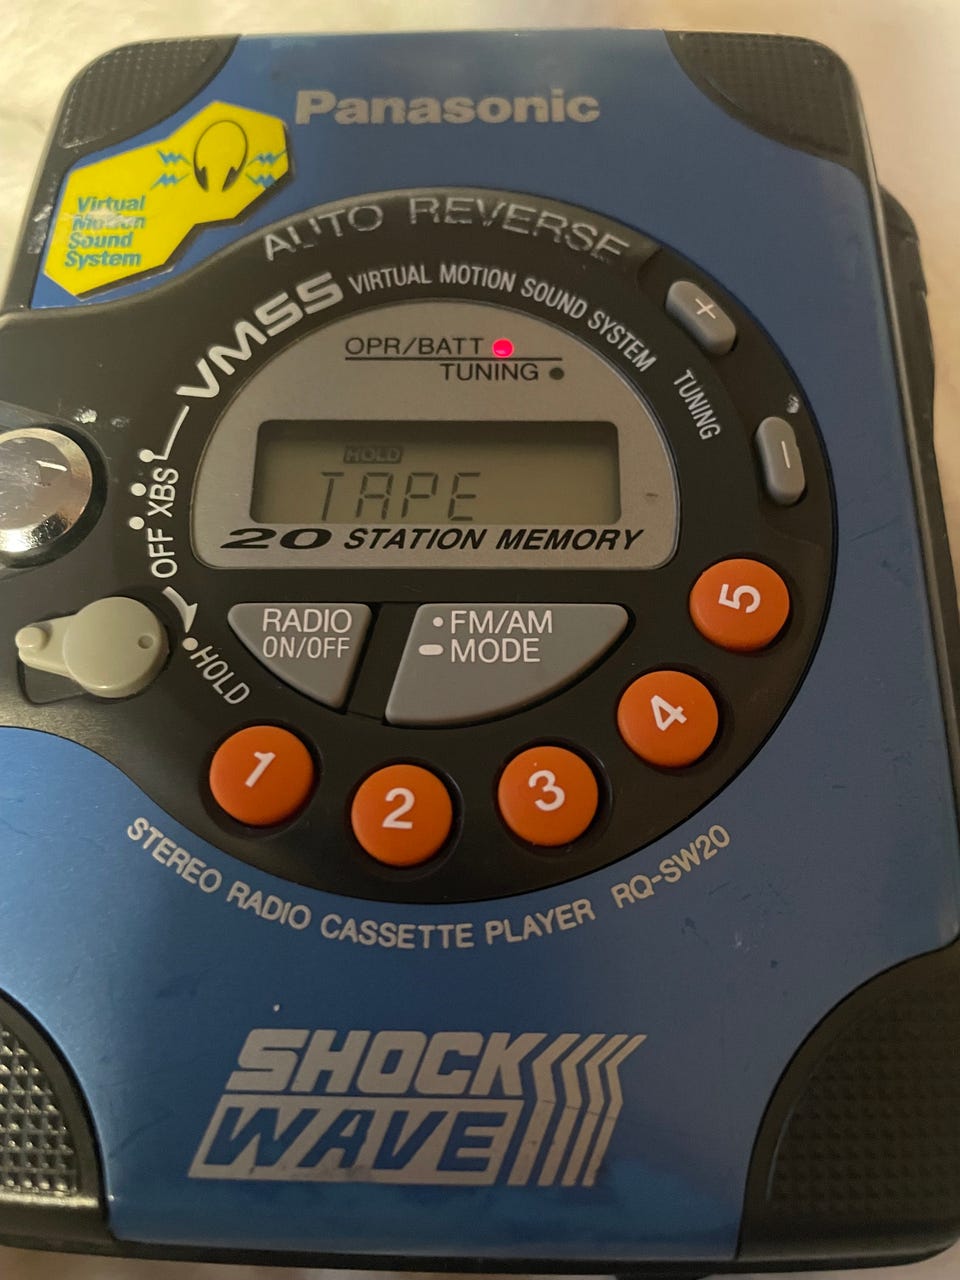 Panasonic
Virtual
Motion
Sound
System
AUTO REVERSE
VMSS VIRTUAL MOTION SOUND SYSTEM
OPR/BATT
TUNING
+
TUNING
-
HOLD
TAPE
20 STATION MEMORY
XBS
OFF
HOLD
RADIO
ON/OFF
FM/AM
MODE
1
2
3
4
5
STEREO RADIO CASSETTE PLAYER RQ-SW20
SHOCK
WAVE